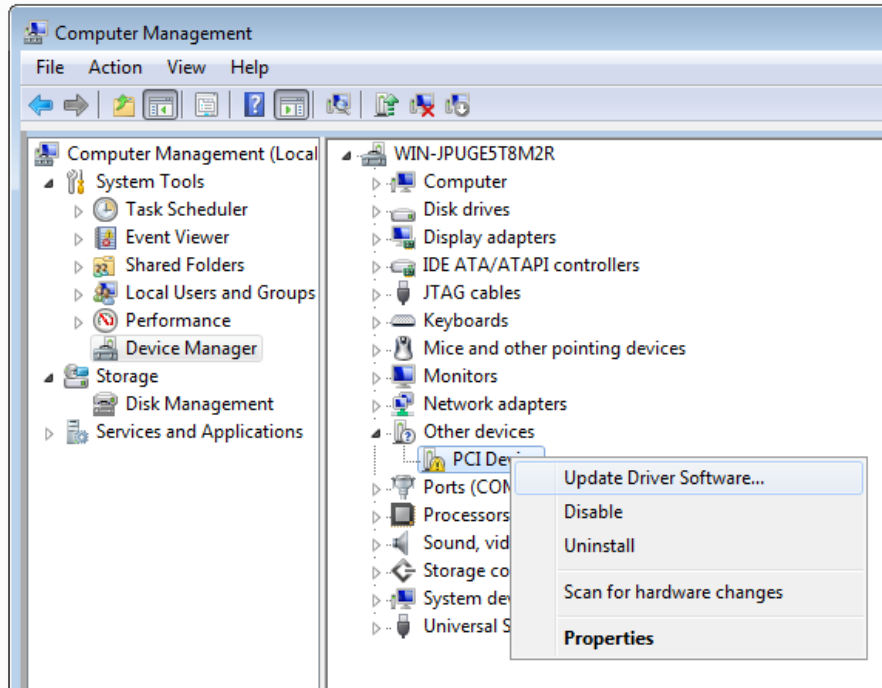 Computer Management
File Action View Help
Computer Management (Local
System Tools
Task Scheduler
Event Viewer
Shared Folders
Local Users and Groups
Performance
Device Manager
Storage
Disk Management
Services and Applications
WIN-JPUGE5T8M2R
Computer
Disk drives
Display adapters
IDE ATA/ATAPI controllers
JTAG cables
Keyboards
Mice and other pointing devices
Monitors
Network adapters
Other devices
PCI Dev
Ports (COM
Processors
Sound, vid
Storage co
System dev
Universal S
Update Driver Software...
Disable
Uninstall
Scan for hardware changes
Properties